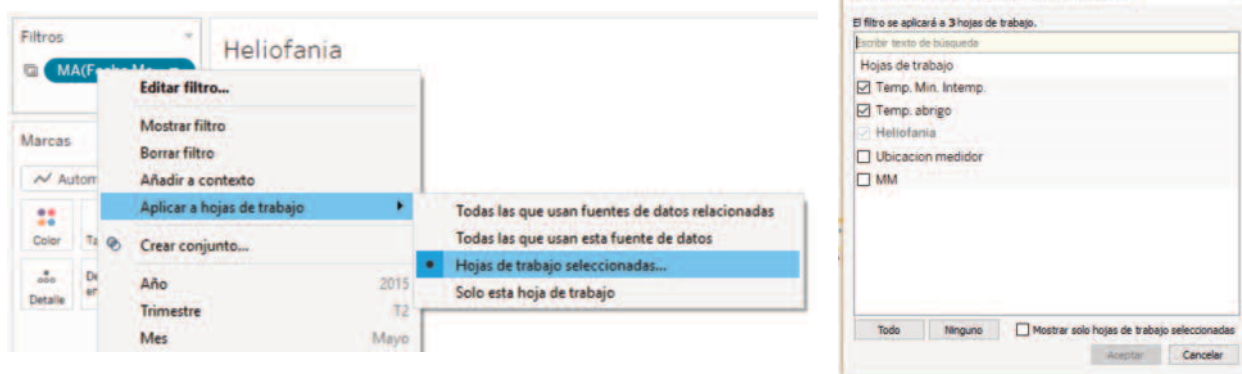 Filtros
Heliofania
Editar filtro...
Mostrar filtro
Borrar filtro
Añadir a contexto
Aplicar a hojas de trabajo
Crear conjunto...
Año 2015
Trimestre T2
Mes Mayo
Marcas
Color
Detalle
Todas las que usan fuentes de datos relacionadas
Todas las que usan esta fuente de datos
Hojas de trabajo seleccionadas...
Solo esta hoja de trabajo
El filtro se aplicará a 3 hojas de trabajo.
Escribir texto de búsqueda
Hojas de trabajo
Temp. Min. Intemp.
Temp. abrigo
Heliofania
Ubicacion medidor
MM
Todo Ninguno Mostrar solo hojas de trabajo seleccionadas
Aceptar Cancelar